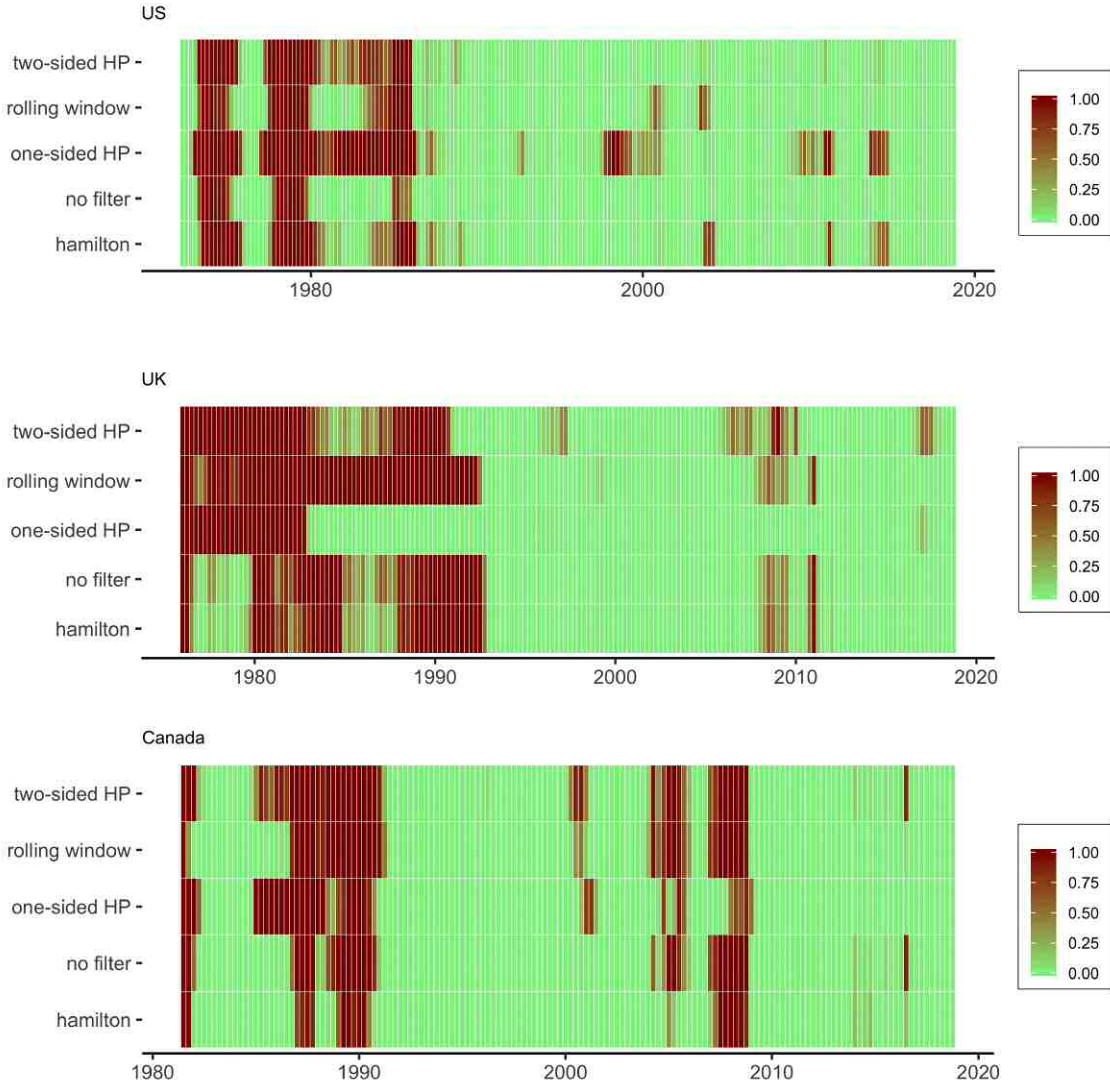 US
two-sided HP
rolling window
one-sided HP
no filter
hamilton
1980
2000
2020
1.00
0.75
0.50
0.25
0.00
UK
two-sided HP
rolling window
one-sided HP
no filter
hamilton
1980
1990
2000
2010
2020
1.00
0.75
0.50
0.25
0.00
Canada
two-sided HP
rolling window
one-sided HP
no filter
hamilton
1980
1990
2000
2010
2020
1.00
0.75
0.50
0.25
0.00